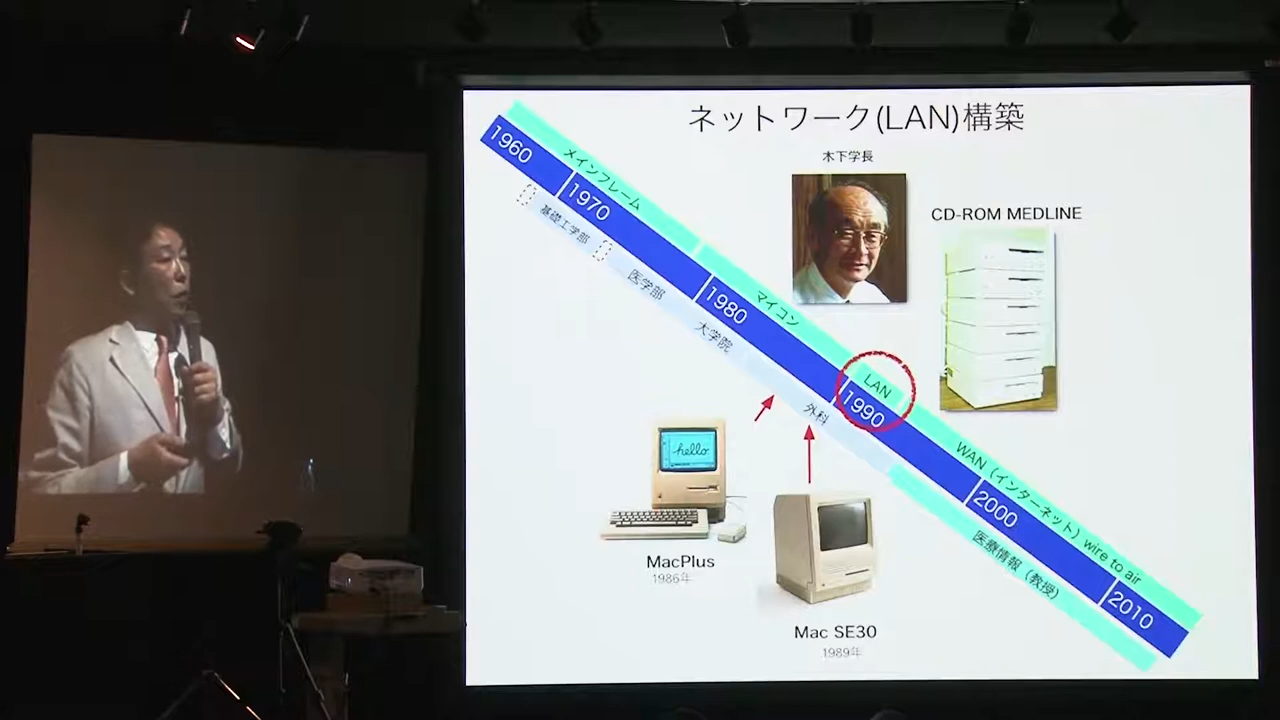 ネットワーク(LAN)構築
木下学長
CD-ROM MEDLINE
1960
1970
1980
1990
2000
2010
メインフレーム
マイコン
LAN
WAN（インターネット）wire to air
基礎工学部
医学部
大学院
外科
医療情報（教授）
hello
MacPlus
1986年
Mac SE30
1989年